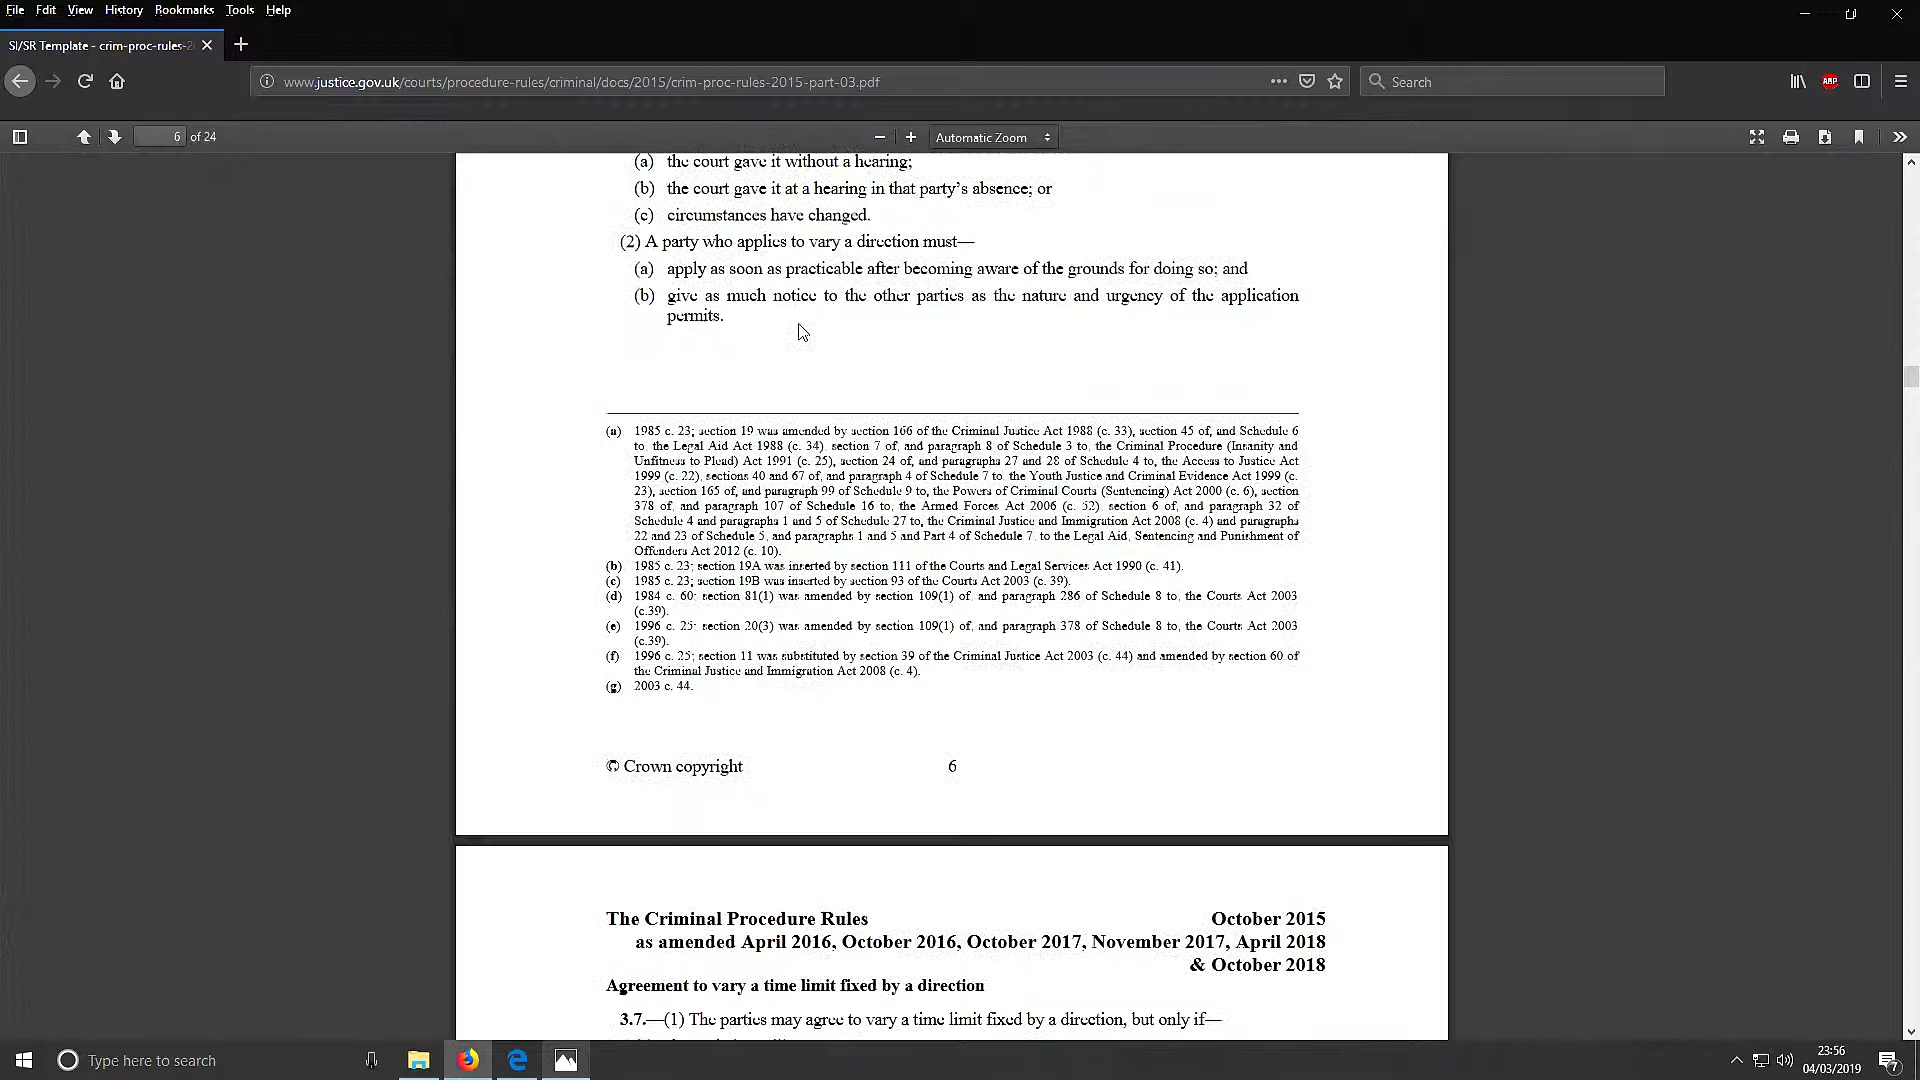 File Edit View History Bookmarks Tools Help
SI/SR Template - crim-proc-rules-2
www.justice.gov.uk/courts/procedure-rules/criminal/docs/2015/crim-proc-rules-2015-part-03.pdf
Search
ABP
6 of 24
Automatic Zoom
(a) the court gave it without a hearing;
(b) the court gave it at a hearing in that party's absence; or
(c) circumstances have changed.
(2) A party who applies to vary a direction must—
(a) apply as soon as practicable after becoming aware of the grounds for doing so; and
(b) give as much notice to the other parties as the nature and urgency of the application
permits.
(a) 1985 c. 23; section 19 was amended by section 166 of the Criminal Justice Act 1988 (c. 33), section 45 of, and Schedule 6
to, the Legal Aid Act 1988 (c. 34), section 7 of, and paragraph 8 of Schedule 3 to, the Criminal Procedure (Insanity and
Unfitness to Plead) Act 1991 (c. 25), section 24 of, and paragraphs 27 and 28 of Schedule 4 to, the Access to Justice Act
1999 (c. 22), sections 40 and 67 of, and paragraph 4 of Schedule 7 to, the Youth Justice and Criminal Evidence Act 1999 (c.
23), section 165 of, and paragraph 99 of Schedule 9 to, the Powers of Criminal Courts (Sentencing) Act 2000 (c. 6), section
378 of, and paragraph 107 of Schedule 16 to, the Armed Forces Act 2006 (c. 52), section 6 of, and paragraph 32 of
Schedule 4 and paragraphs 1 and 5 of Schedule 27 to, the Criminal Justice and Immigration Act 2008 (c. 4) and paragraphs
22 and 23 of Schedule 5, and paragraphs 1 and 5 and Part 4 of Schedule 7, to the Legal Aid, Sentencing and Punishment of
Offenders Act 2012 (c. 10).
(b) 1985 c. 23; section 19A was inserted by section 111 of the Courts and Legal Services Act 1990 (c. 41).
(c) 1985 c. 23; section 19B was inserted by section 93 of the Courts Act 2003 (c. 39).
(d) 1984 c. 60; section 81(1) was amended by section 109(1) of, and paragraph 286 of Schedule 8 to, the Courts Act 2003
(c.39).
(e) 1996 c. 25; section 20(3) was amended by section 109(1) of, and paragraph 378 of Schedule 8 to, the Courts Act 2003
(c.39).
(f) 1996 c. 25; section 11 was substituted by section 39 of the Criminal Justice Act 2003 (c. 44) and amended by section 60 of
the Criminal Justice and Immigration Act 2008 (c. 4).
(g) 2003 c. 44.
© Crown copyright 6
The Criminal Procedure Rules October 2015
as amended April 2016, October 2016, October 2017, November 2017, April 2018
& October 2018
Agreement to vary a time limit fixed by a direction
3.7.—(1) The parties may agree to vary a time limit fixed by a direction, but only if—
Type here to search
23:56
04/03/2019
7